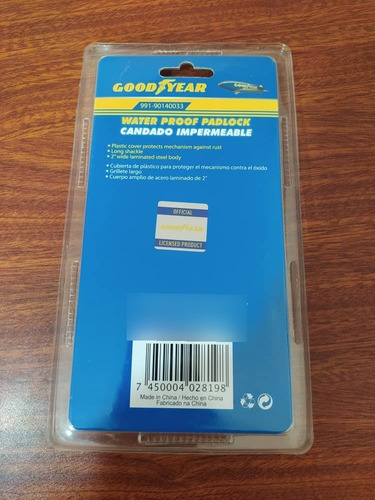 GOODYEAR
991-90140033
WATER PROOF PADLOCK
CANDADO IMPERMEABLE
• Plastic cover protects mechanism against rust
• Long shackle
• 2" wide laminated steel body
• Cubierta de plástico para proteger el mecanismo contra el óxido
• Grillete largo
• Cuerpo amplio de acero laminado de 2"
OFFICIAL
GOODYEAR
LICENSED PRODUCT
7 450004 028198
Made in China / Hecho en China
Fabricado na China